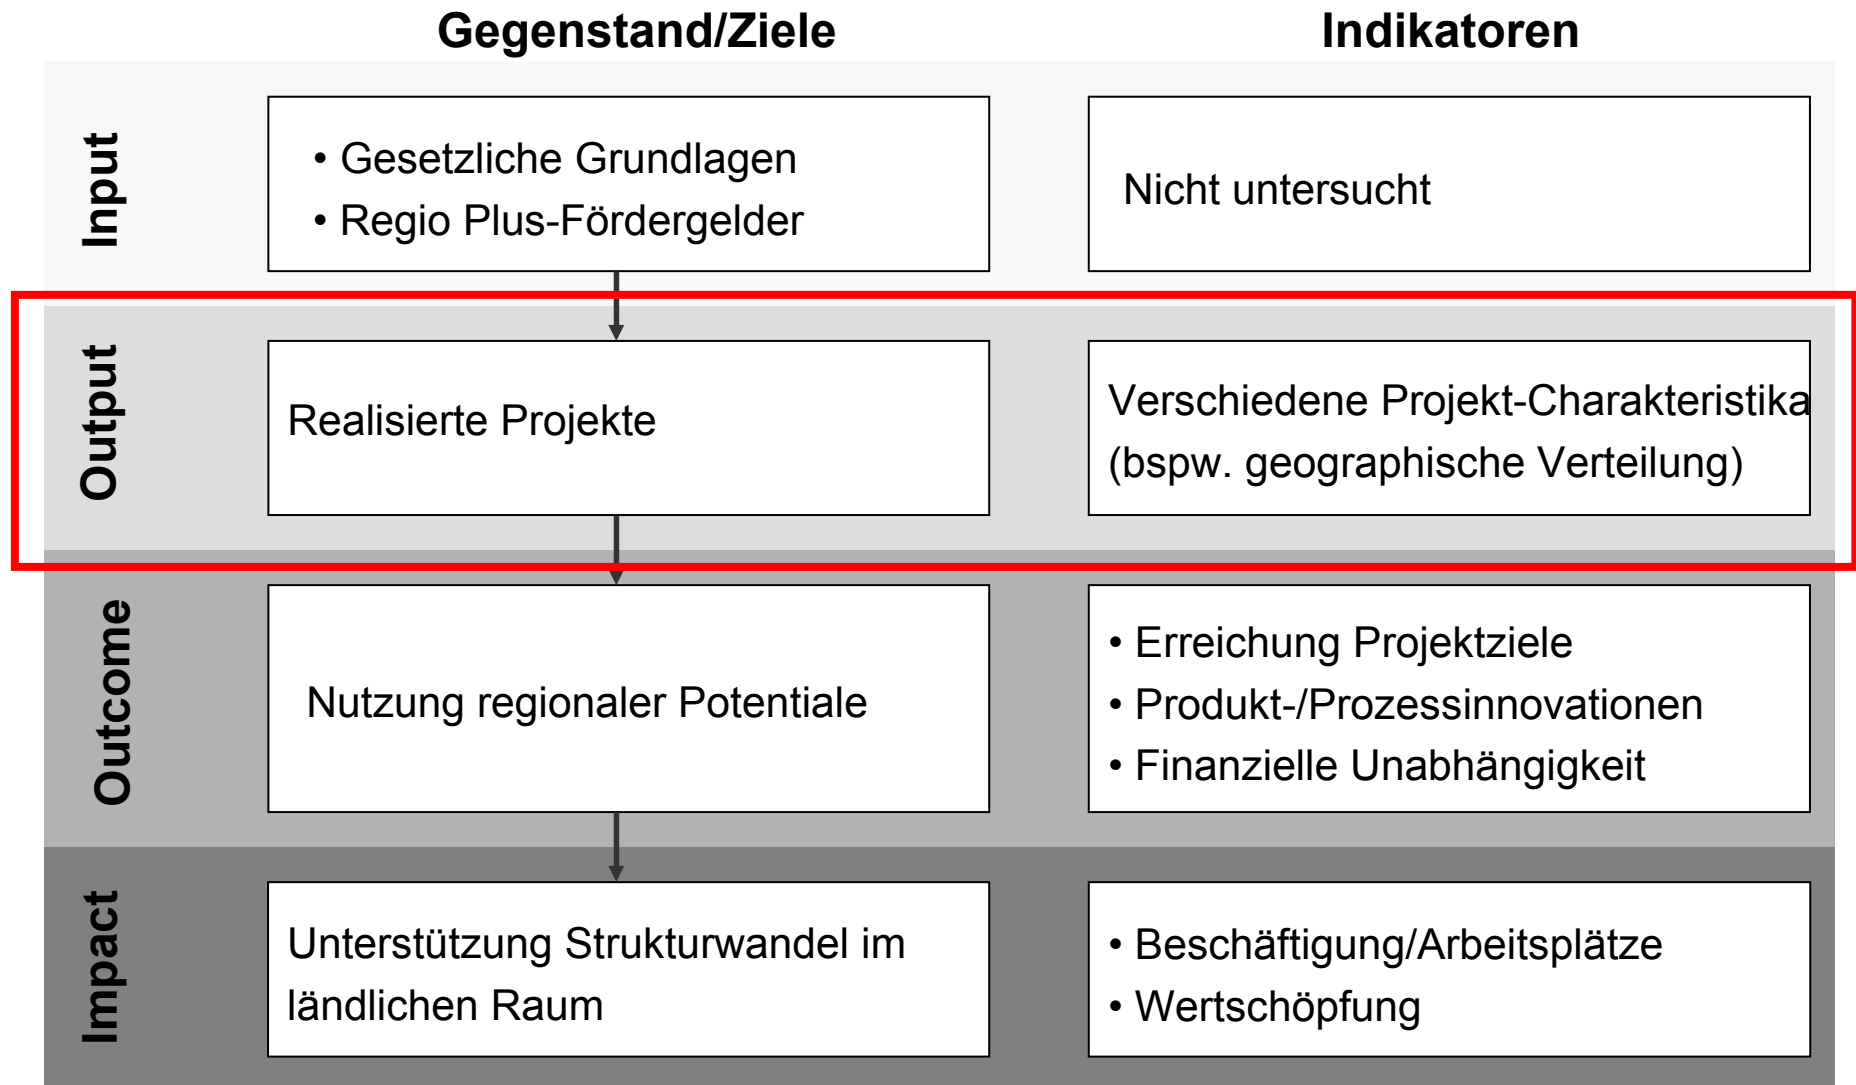 Gegenstand/Ziele
Indikatoren
Input
• Gesetzliche Grundlagen
• Regio Plus-Fördergelder
Nicht untersucht
Output
Realisierte Projekte
Verschiedene Projekt-Charakteristika
(bspw. geographische Verteilung)
Outcome
Nutzung regionaler Potentiale
• Erreichung Projektziele
• Produkt-/Prozessinnovationen
• Finanzielle Unabhängigkeit
Impact
Unterstützung Strukturwandel im
ländlichen Raum
• Beschäftigung/Arbeitsplätze
• Wertschöpfung